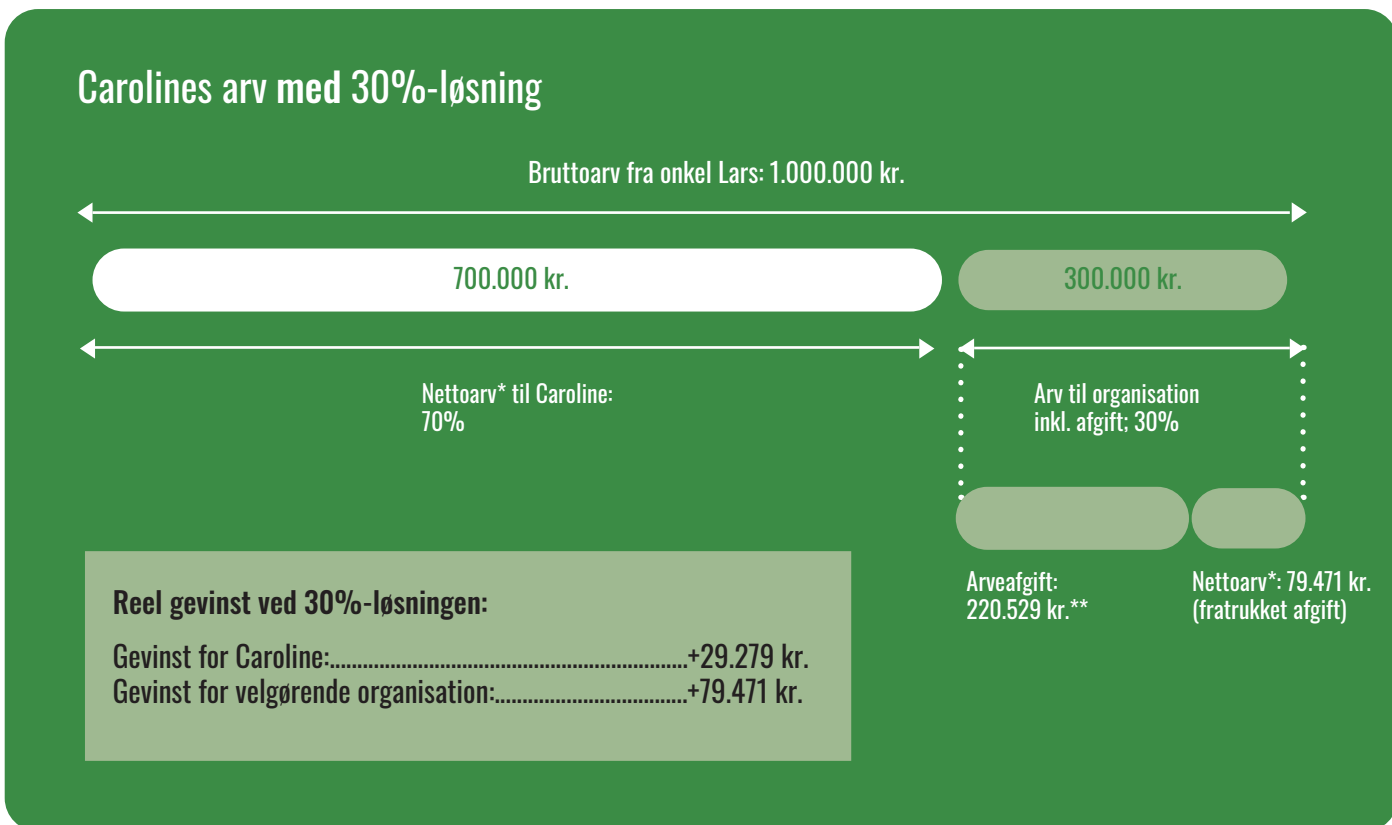 Carolines arv med 30%-løsning
Bruttoarv fra onkel Lars: 1.000.000 kr.
700.000 kr.
300.000 kr.
Nettoarv* til Caroline:
70%
Arv til organisation
inkl. afgift; 30%
Arveafgift:
220.529 kr.**
Nettoarv*: 79.471 kr.
(fratrukket afgift)
Reel gevinst ved 30%-løsningen:
Gevinst for Caroline:......................................................................+29.279 kr.
Gevinst for velgørende organisation:...................................+79.471 kr.